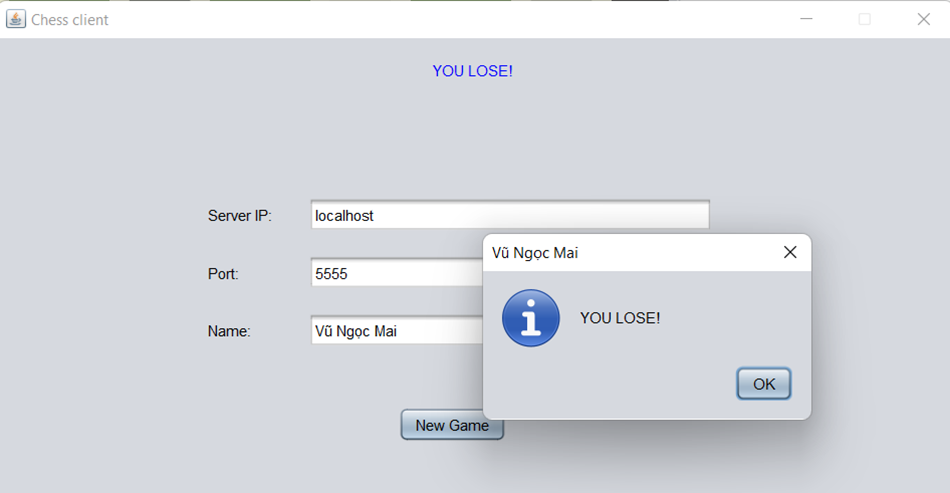 Chess client
YOU LOSE!
Server IP:
localhost
Port:
5555
Name:
Vũ Ngọc Mai
New Game
Vũ Ngọc Mai
YOU LOSE!
OK